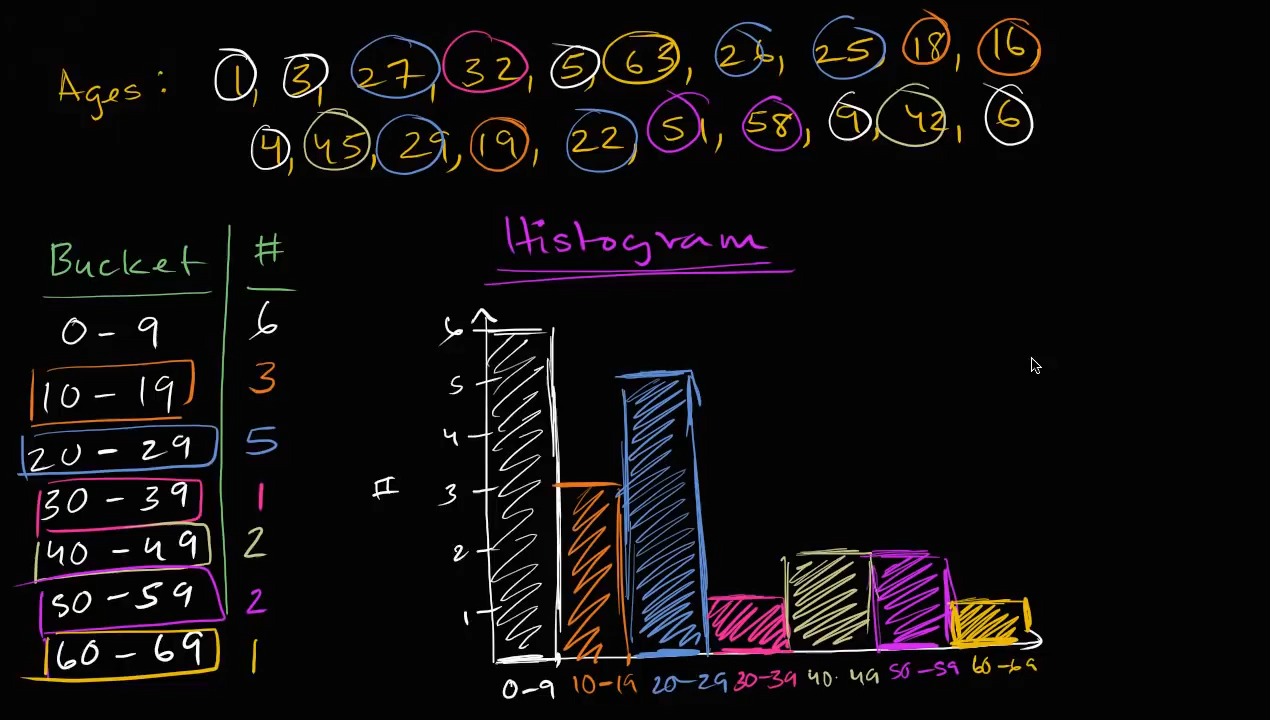 Ages: 1, 3, 27, 32, 5, 63, 26, 25, 18, 16,
4, 45, 29, 19, 22, 51, 58, 9, 42, 6
Histogram
Bucket #
0-9 6
10-19 3
20-29 5
30-39 1
40-49 2
50-59 2
60-69 1
6
5
4
#
3
2
1
0-9 10-19 20-29 30-39 40-49 50-59 60-69